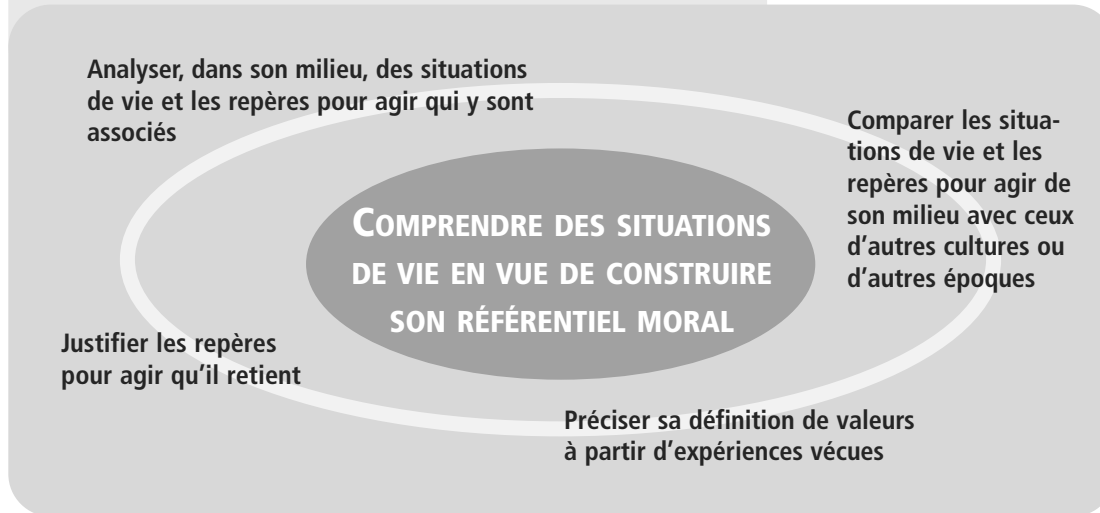 Analyser, dans son milieu, des situations
de vie et les repères pour agir qui y sont
associés
Comparer les situa-
tions de vie et les
repères pour agir de
son milieu avec ceux
d'autres cultures ou
d'autres époques
COMPRENDRE DES SITUATIONS
DE VIE EN VUE DE CONSTRUIRE
SON RÉFÉRENTIEL MORAL
Justifier les repères
pour agir qu'il retient
Préciser sa définition de valeurs
à partir d'expériences vécues